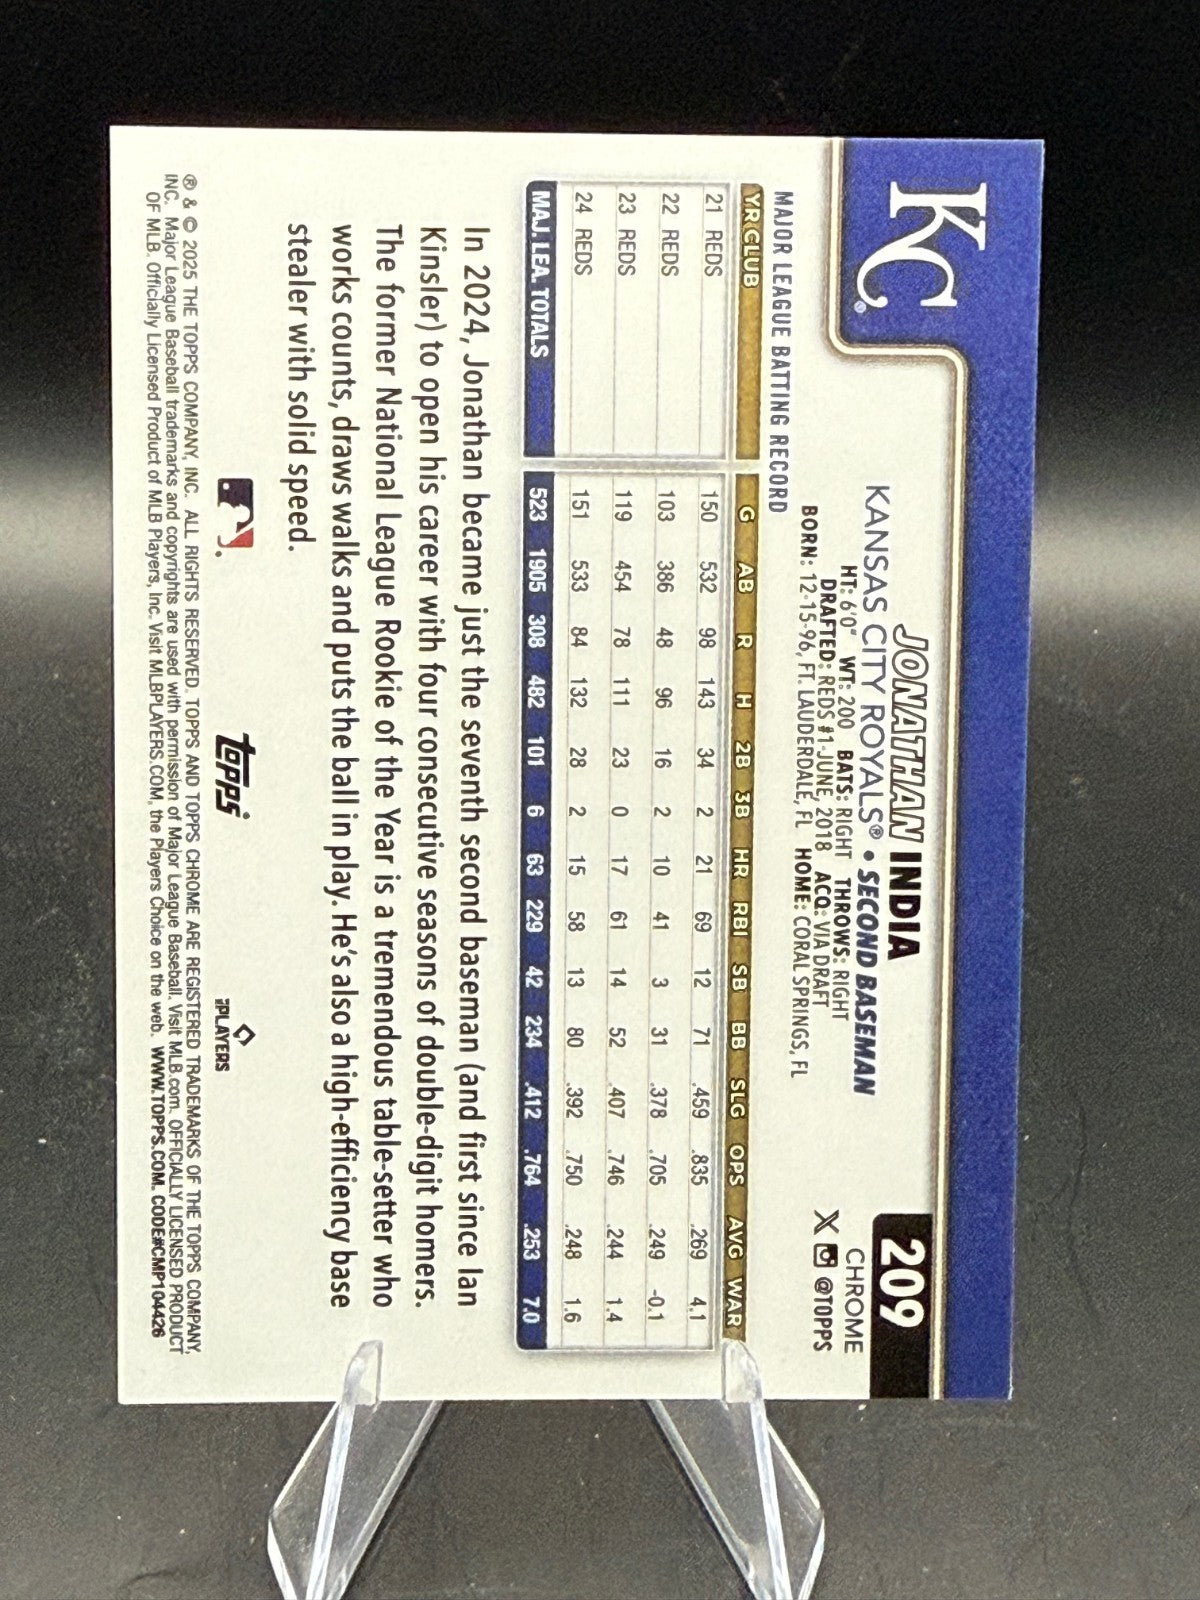 KC®
JONATHAN INDIA
KANSAS CITY ROYALS® • SECOND BASEMAN
HT: 6'0" WT: 200 BATS: RIGHT THROWS: RIGHT
DRAFTED: REDS #1-JUNE, 2018 ACQ: VIA DRAFT
BORN: 12-15-96, FT. LAUDERDALE, FL HOME: CORAL SPRINGS, FL
209
CHROME
X @TOPPS
MAJOR LEAGUE BATTING RECORD
YR CLUB G AB R H 2B 3B HR RBI SB BB SLG OPS AVG WAR
21 REDS 150 532 98 143 34 2 21 69 12 71 .459 .835 .269 4.1
22 REDS 103 386 48 96 16 2 10 41 3 31 .378 .705 .249 -0.1
23 REDS 119 454 78 111 23 0 17 61 14 52 .407 .746 .244 1.4
24 REDS 151 533 84 132 28 2 15 58 13 80 .392 .750 .248 1.6
MAJ. LEA. TOTALS 523 1905 308 482 101 6 63 229 42 234 .412 .764 .253 7.0
In 2024, Jonathan became just the seventh second baseman (and first since Ian
Kinsler) to open his career with four consecutive seasons of double-digit homers.
The former National League Rookie of the Year is a tremendous table-setter who
works counts, draws walks and puts the ball in play. He's also a high-efficiency base
stealer with solid speed.
topps®
PLAYERS
® & © 2025 THE TOPPS COMPANY, INC. ALL RIGHTS RESERVED. TOPPS AND TOPPS CHROME ARE REGISTERED TRADEMARKS OF THE TOPPS COMPANY,
INC. Major League Baseball trademarks and copyrights are used with permission of Major League Baseball. Visit MLB.com. OFFICIALLY LICENSED PRODUCT
OF MLB. Officially Licensed Product of MLB Players, Inc. Visit MLBPLAYERS.COM, the Players Choice on the web. WWW.TOPPS.COM. CODE#CMP104426